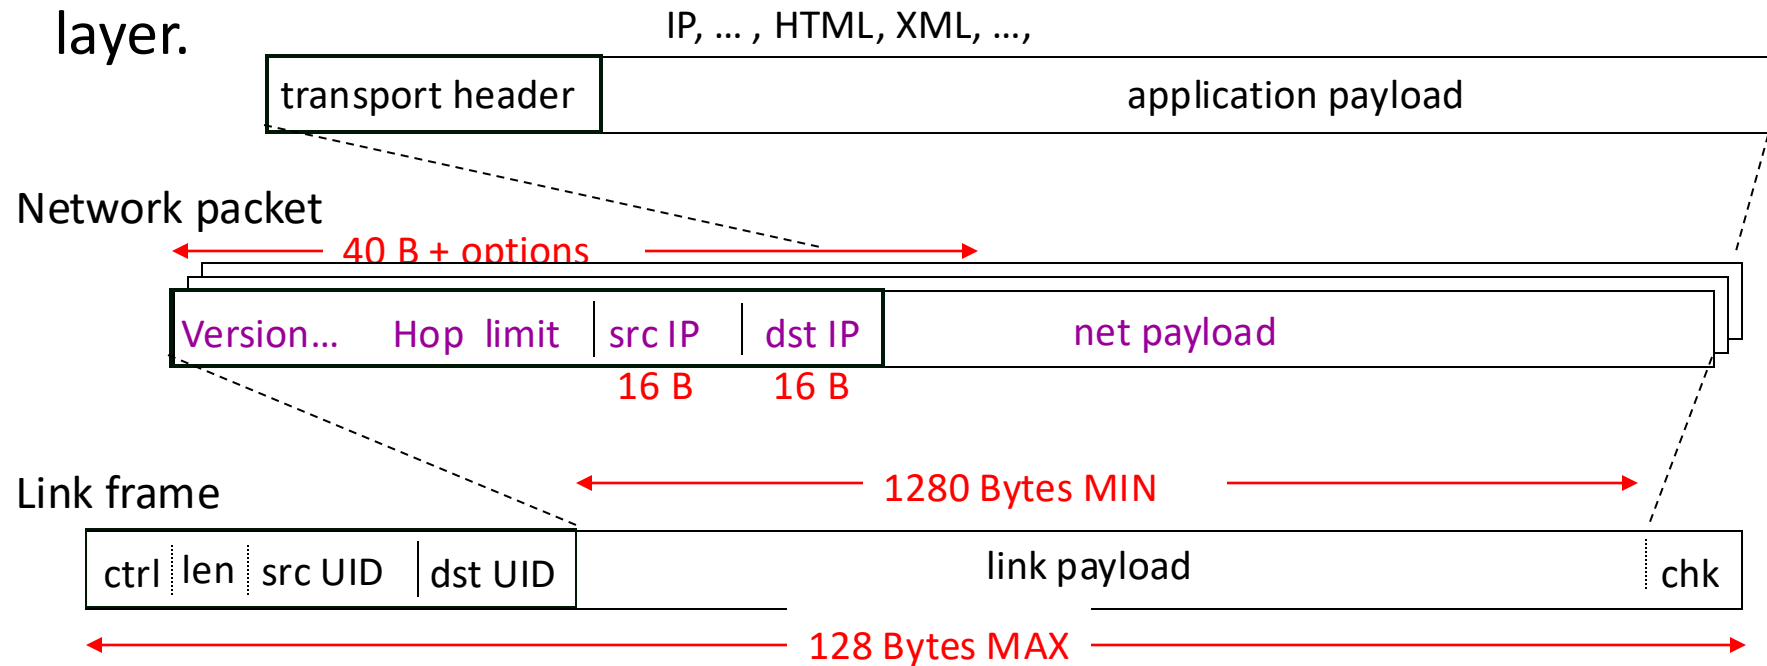 layer.
IP, … , HTML, XML, …,
transport header application payload
Network packet
40 B + options
Version… Hop limit src IP dst IP net payload
16 B 16 B
Link frame
1280 Bytes MIN
ctrl len src UID dst UID link payload chk
128 Bytes MAX